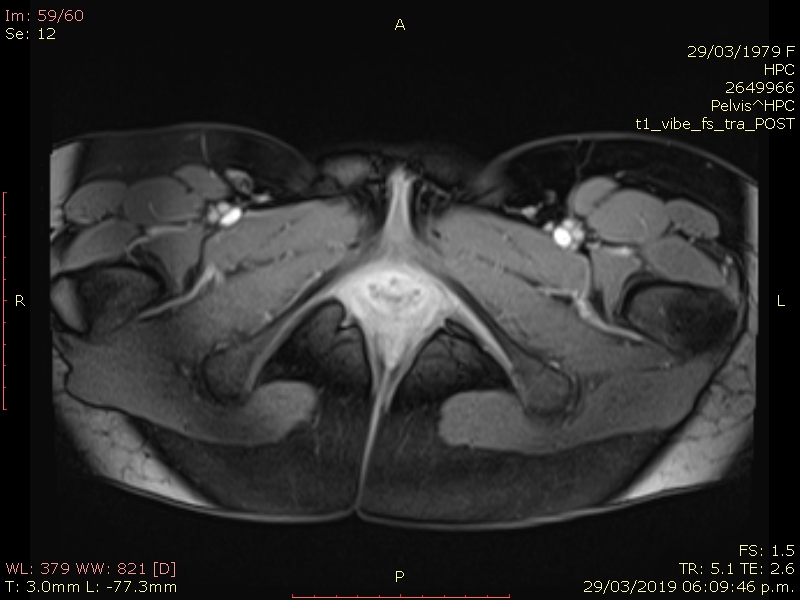 Im: 59/60
Se: 12
A
29/03/1979 F
HPC
2649966
Pelvis^HPC
t1_vibe_fs_tra_POST
R
L
WL: 379 WW: 821 [D]
T: 3.0mm L: -77.3mm
P
FS: 1.5
TR: 5.1 TE: 2.6
29/03/2019 06:09:46 p.m.